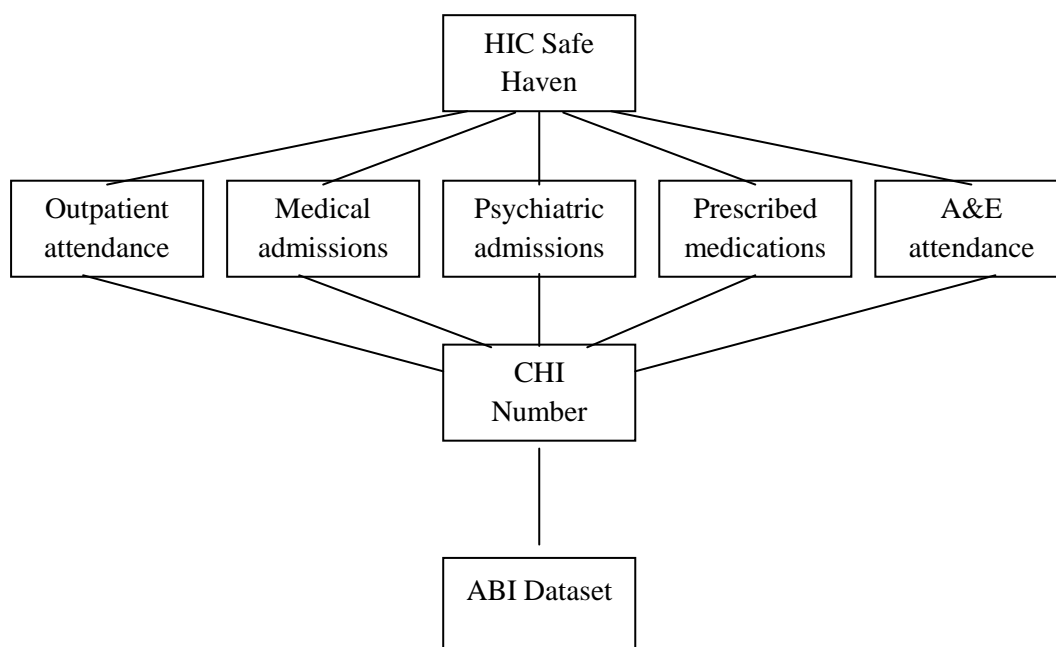 HIC Safe
Haven
Outpatient
attendance
Medical
admissions
Psychiatric
admissions
Prescribed
medications
A&E
attendance
CHI
Number
ABI Dataset